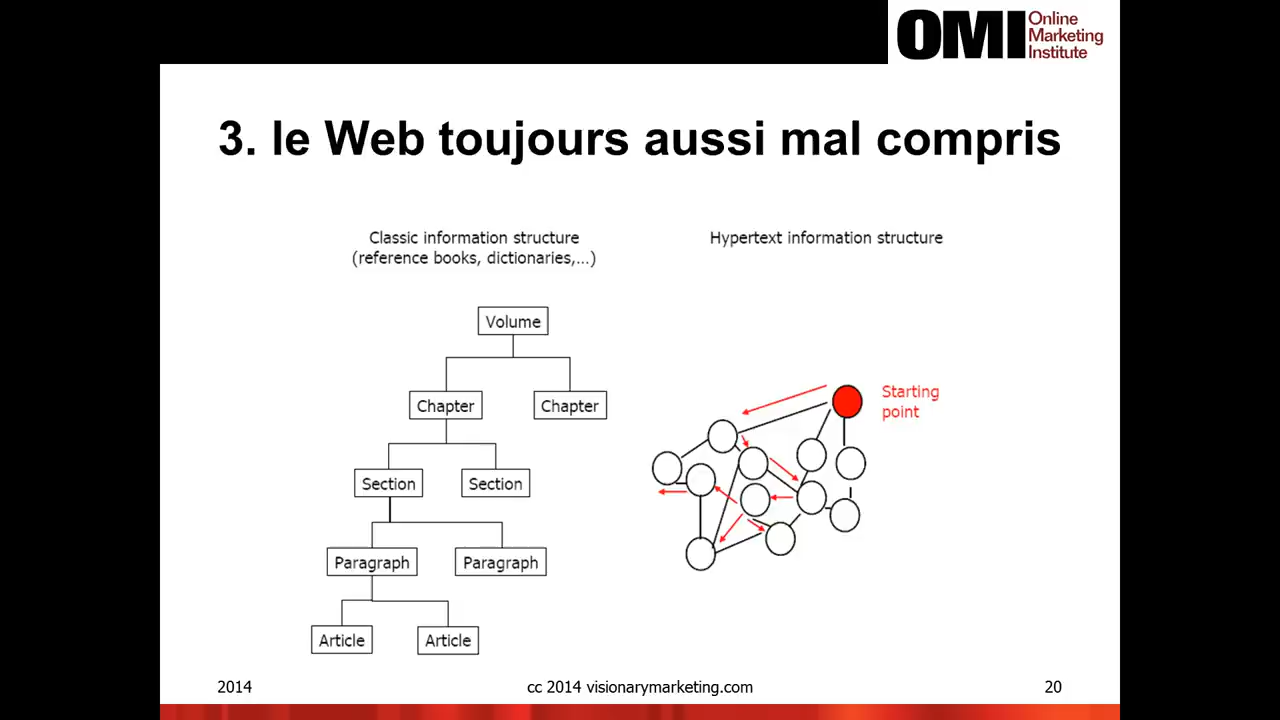 OMI Online
Marketing
Institute
3. le Web toujours aussi mal compris
Classic information structure
(reference books, dictionaries,...)
Hypertext information structure
Volume
Chapter
Chapter
Section
Section
Paragraph
Paragraph
Article
Article
Starting
point
2014
cc 2014 visionarymarketing.com
20